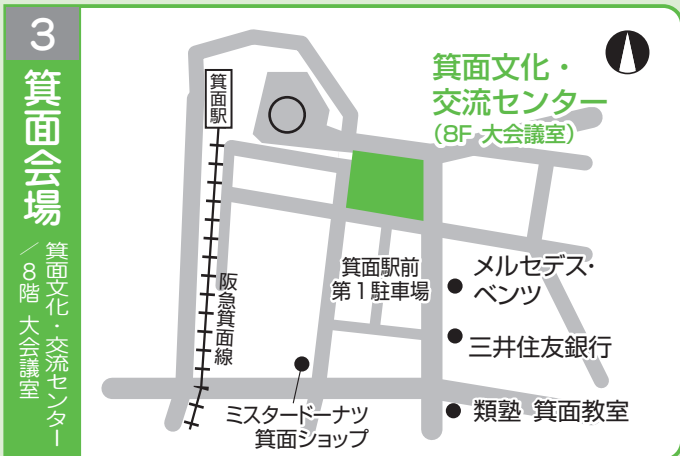 3
箕面会場
箕面文化・交流センター
／8階 大会議室
箕面駅
箕面文化・
交流センター
(8F 大会議室)
阪急箕面線
箕面駅前
第1駐車場
メルセデス・
ベンツ
三井住友銀行
ミスタードーナツ
箕面ショップ
類塾 箕面教室